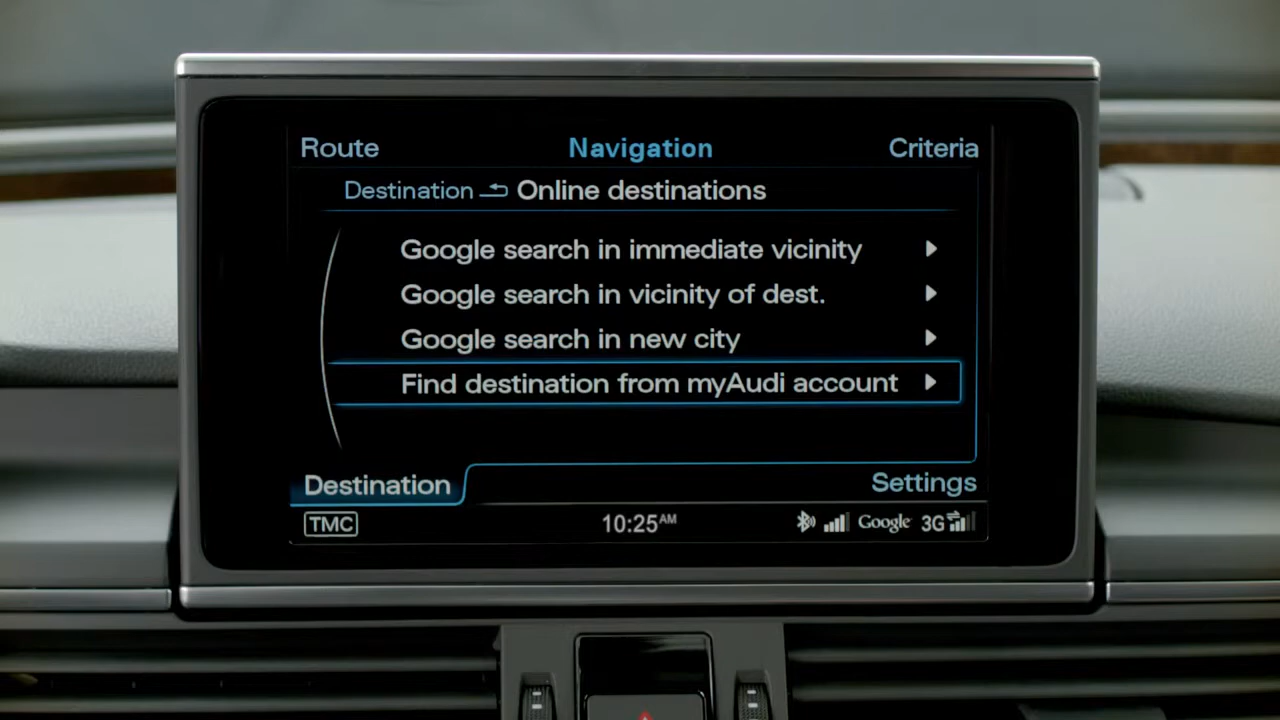 Route Navigation Criteria
Destination Online destinations
Google search in immediate vicinity
Google search in vicinity of dest.
Google search in new city
Find destination from myAudi account
Destination Settings
TMC 10:25AM Google 3G